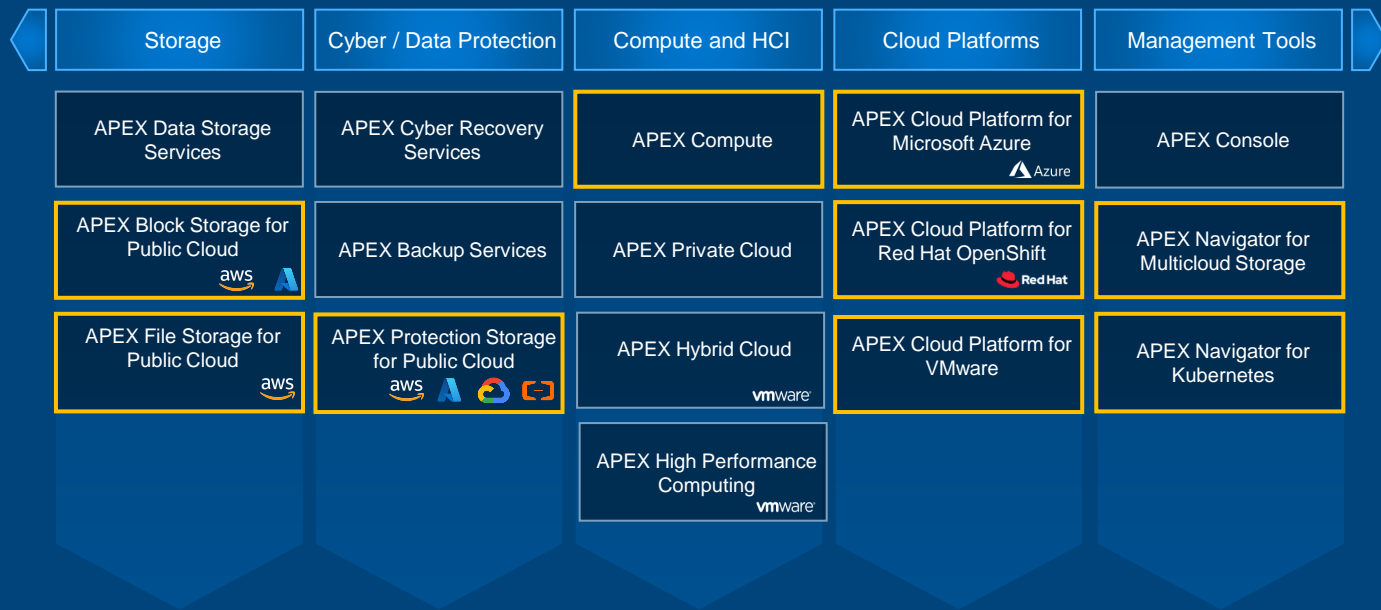 Storage
Cyber / Data Protection
Compute and HCI
Cloud Platforms
Management Tools
APEX Data Storage
Services
APEX Block Storage for
Public Cloud
aws
APEX File Storage for
Public Cloud
aws
APEX Cyber Recovery
Services
APEX Backup Services
APEX Protection Storage
for Public Cloud
aws
APEX Compute
APEX Private Cloud
APEX Hybrid Cloud
vmware
APEX High Performance
Computing
vmware
APEX Cloud Platform for
Microsoft Azure
Azure
APEX Cloud Platform for
Red Hat OpenShift
Red Hat
APEX Cloud Platform for
VMware
APEX Console
APEX Navigator for
Multicloud Storage
APEX Navigator for
Kubernetes